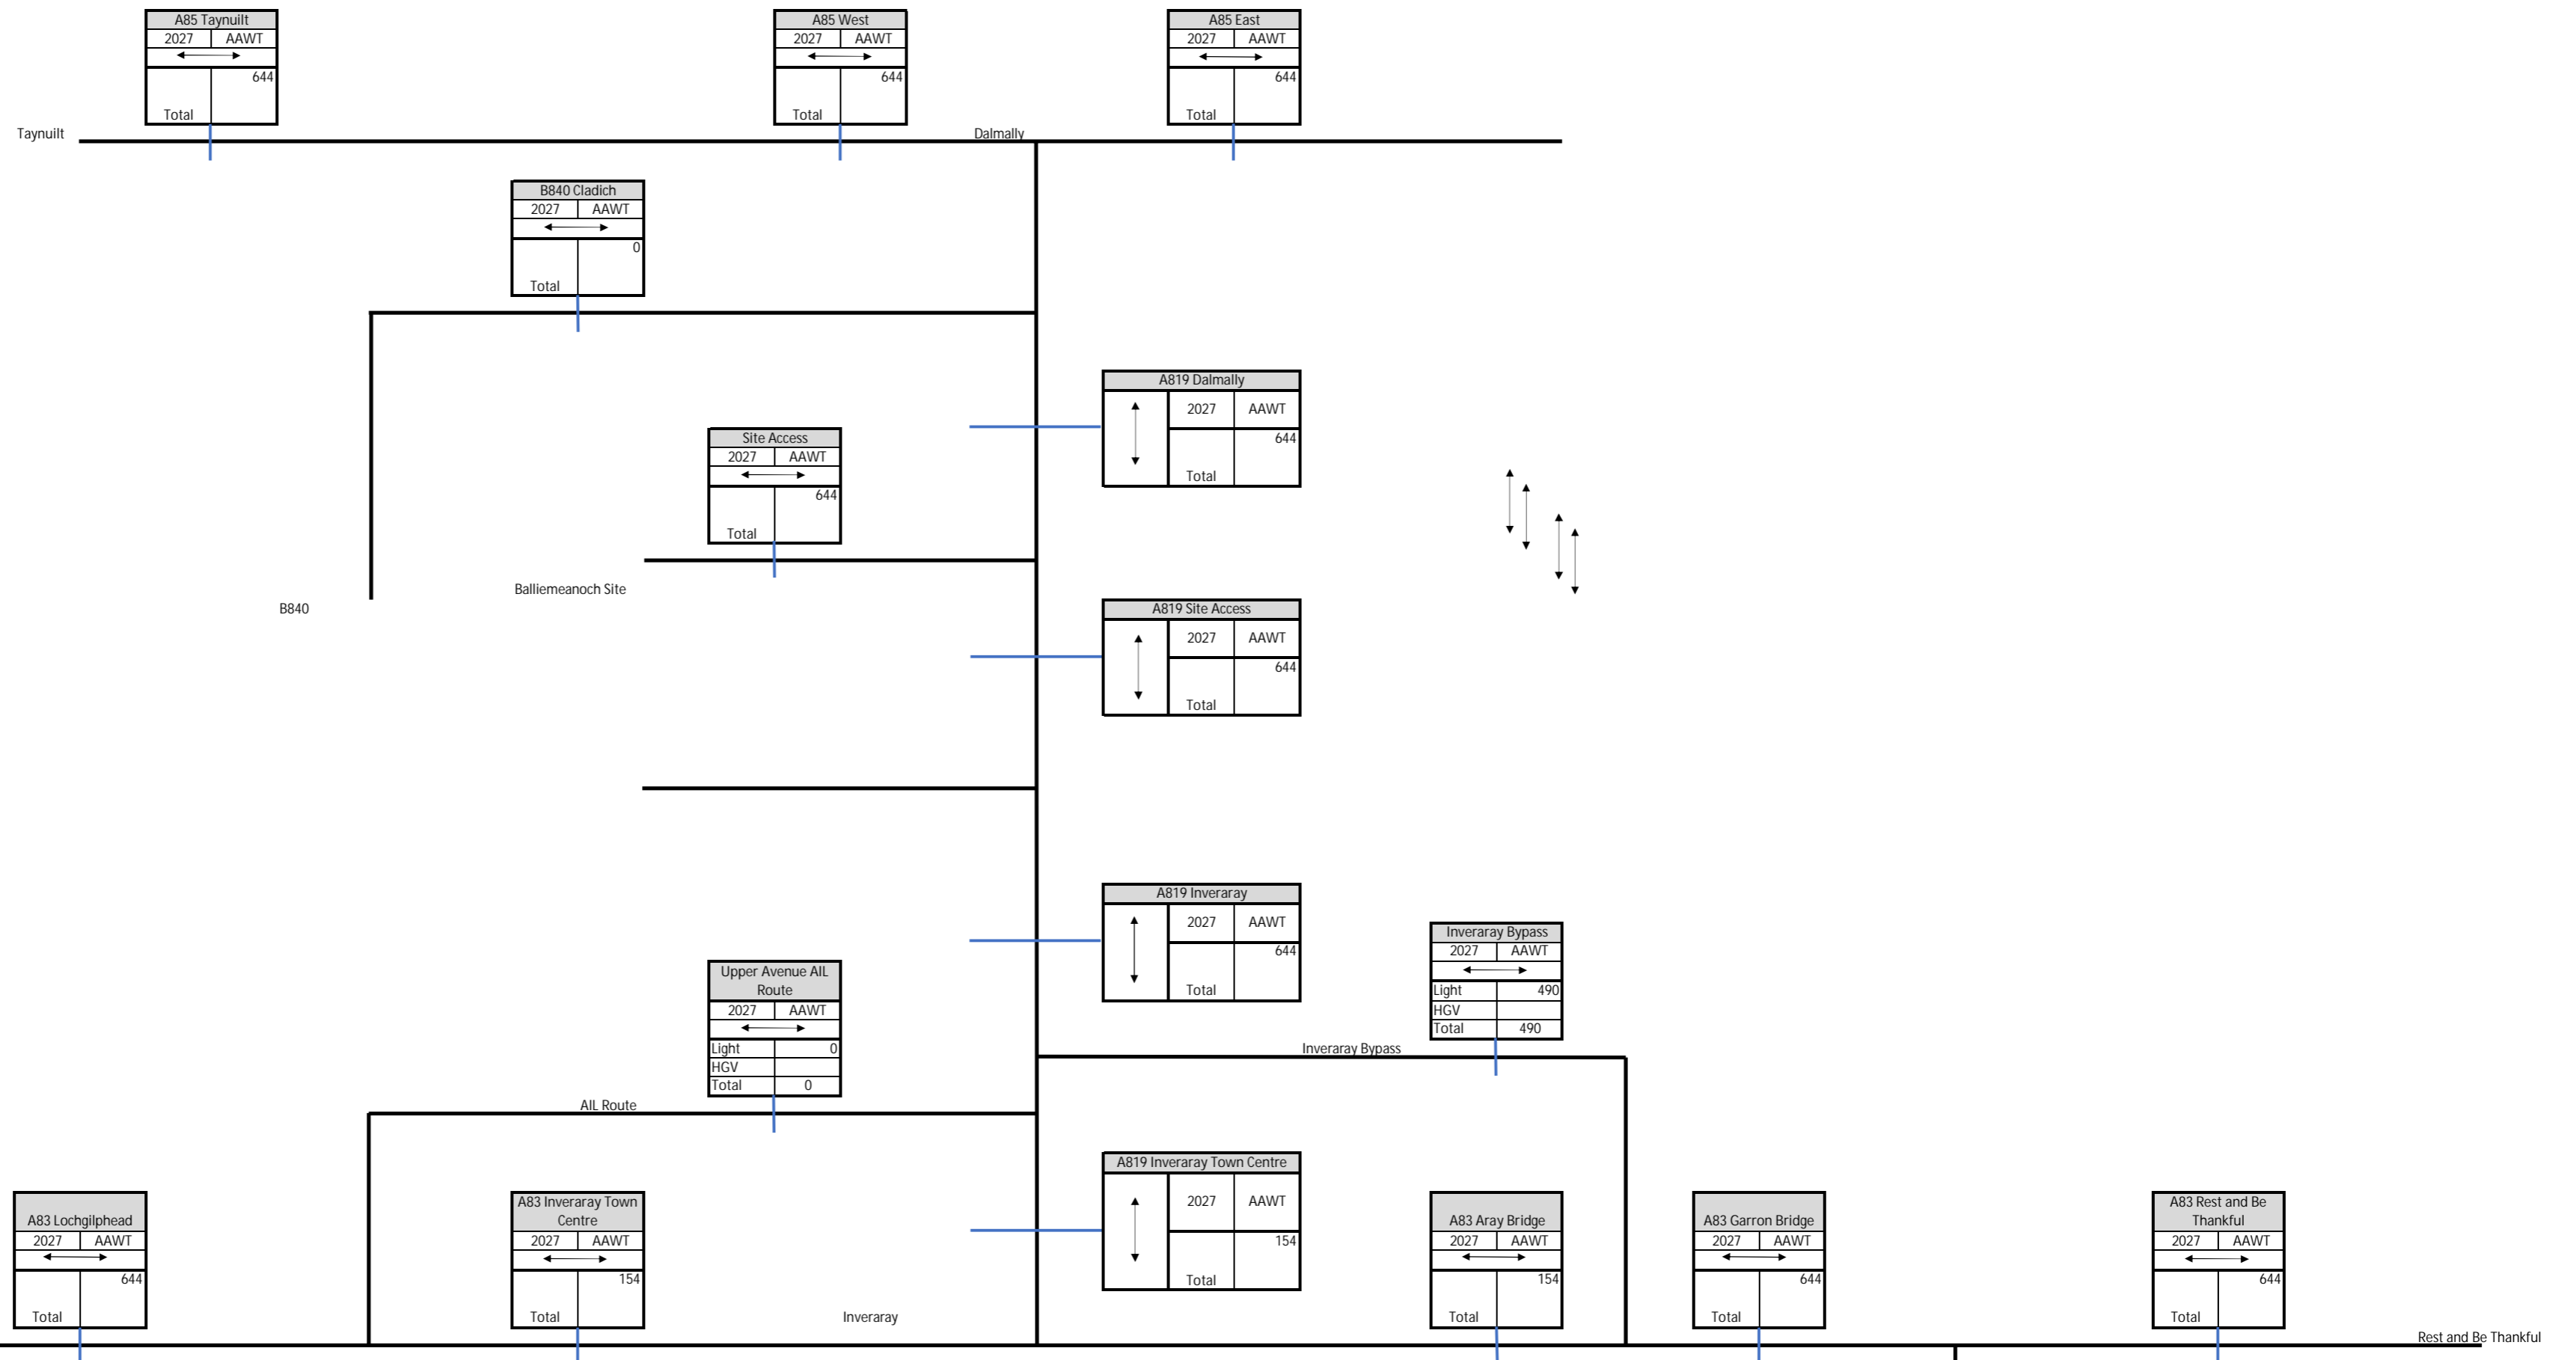 A85 Taynuilt
2027 AAWT
644
Total
A85 West
2027 AAWT
644
Total
A85 East
2027 AAWT
644
Total
Taynuilt
Dalmally
B840 Cladich
2027 AAWT
0
Total
A819 Dalmally
2027 AAWT
644
Total
Site Access
2027 AAWT
644
Total
Balliemeanoch Site
B840
A819 Site Access
2027 AAWT
644
Total
A819 Inveraray
2027 AAWT
644
Total
Inveraray Bypass
2027 AAWT
Light 490
HGV
Total 490
Upper Avenue AIL
Route
2027 AAWT
Light 0
HGV
Total 0
Inveraray Bypass
AIL Route
A819 Inveraray Town Centre
2027 AAWT
154
Total
A83 Lochgilphead
2027 AAWT
644
Total
A83 Inveraray Town
Centre
2027 AAWT
154
Total
Inveraray
A83 Aray Bridge
2027 AAWT
154
Total
A83 Garron Bridge
2027 AAWT
644
Total
A83 Rest and Be
Thankful
2027 AAWT
644
Total
Rest and Be Thankful